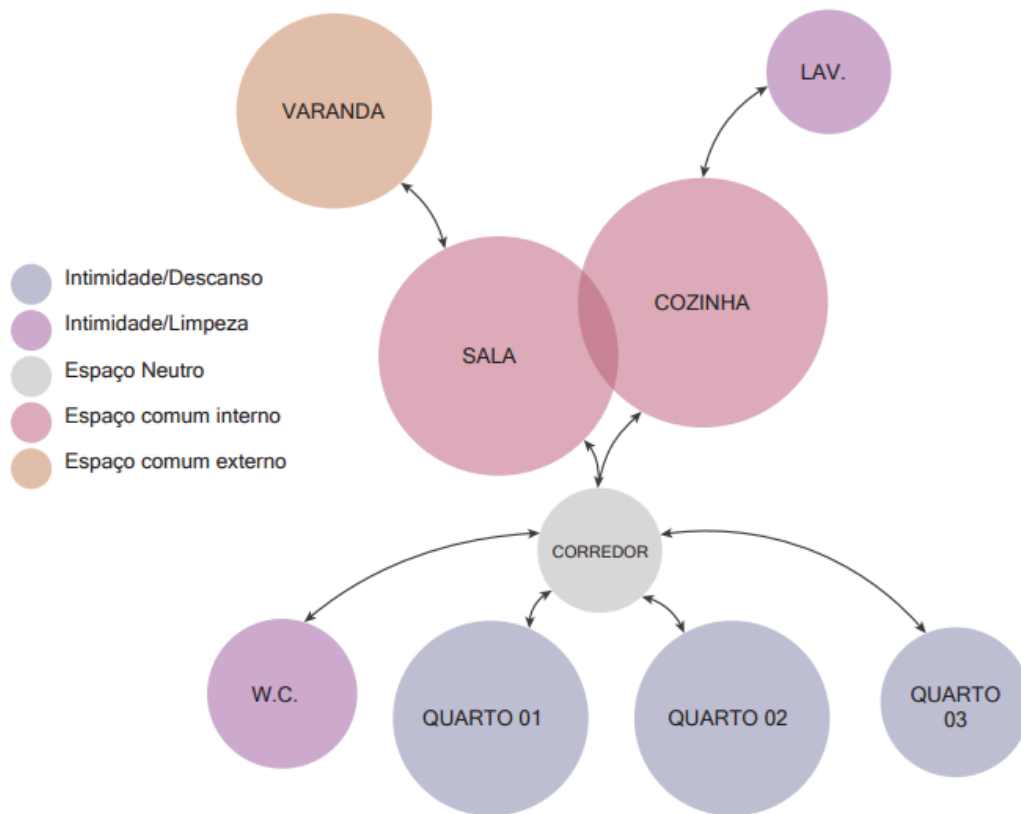 LAV.
VARANDA
COZINHA
SALA
Intimidade/Descanso
Intimidade/Limpeza
Espaço Neutro
Espaço comum interno
Espaço comum externo
CORREDOR
W.C.
QUARTO 01
QUARTO 02
QUARTO
03